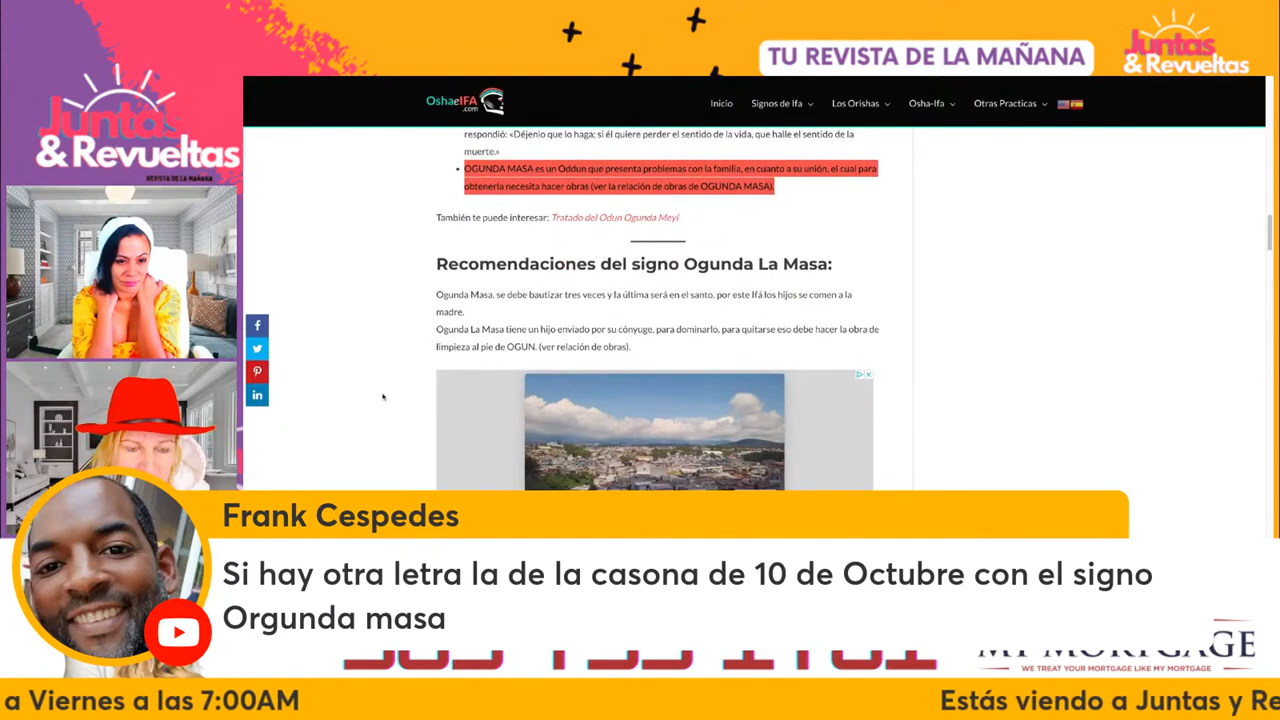 TU REVISTA DE LA MAÑANA
Juntas
& Revueltas
Juntas
& Revueltas
REVISTA DE LA MAÑANA
OshaeIFA
.com
Inicio
Signos de Ifa
Los Orishas
Osha-Ifa
Otras Practicas
respondió: «Déjenlo que lo haga; si él quiere perder el sentido de la vida, que halle el sentido de la
muerte.»
OGUNDA MASA es un Oddun que presenta problemas con la familia, en cuanto a su unión, el cual para
obtenerla necesita hacer obras (ver la relación de obras de OGUNDA MASA).
También te puede interesar: Tratado del Odun Ogunda Meyi
Recomendaciones del signo Ogunda La Masa:
Ogunda Masa, se debe bautizar tres veces y la última será en el santo, por este Ifá los hijos se comen a la
madre.
Ogunda La Masa tiene un hijo enviado por su cónyuge, para dominarlo, para quitarse eso debe hacer la obra de
limpieza al pie de OGUN. (ver relación de obras).
Frank Cespedes
Si hay otra letra la de la casona de 10 de Octubre con el signo
Orgunda masa
MY MORTGAGE
WE TREAT YOUR MORTGAGE LIKE MY MORTGAGE
a Viernes a las 7:00AM
Estás viendo a Juntas y Re